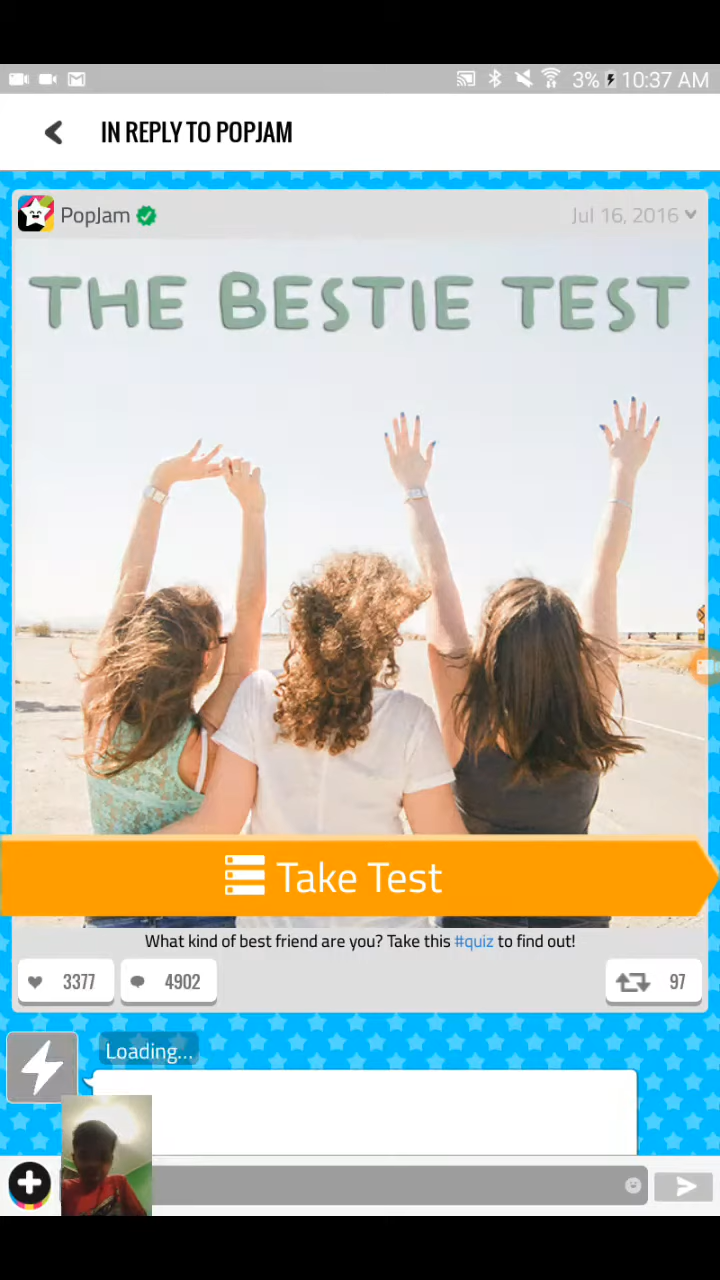 3% 10:37 AM
IN REPLY TO POPJAM
PopJam Jul 16, 2016
THE BESTIE TEST
Take Test
What kind of best friend are you? Take this #quiz to find out!
3377 4902 97
Loading...